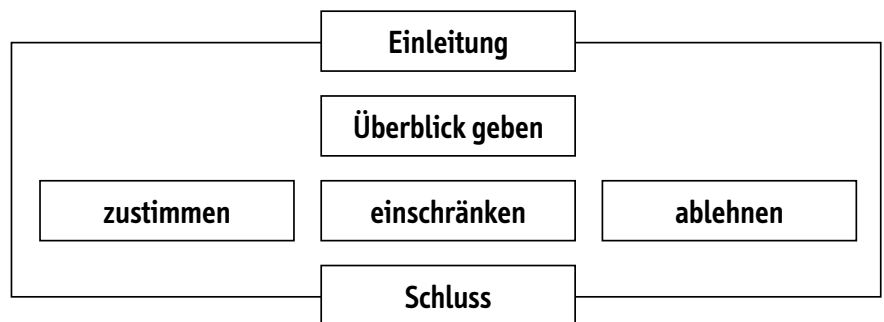 Einleitung
Überblick geben
zustimmen einschränken ablehnen
Schluss